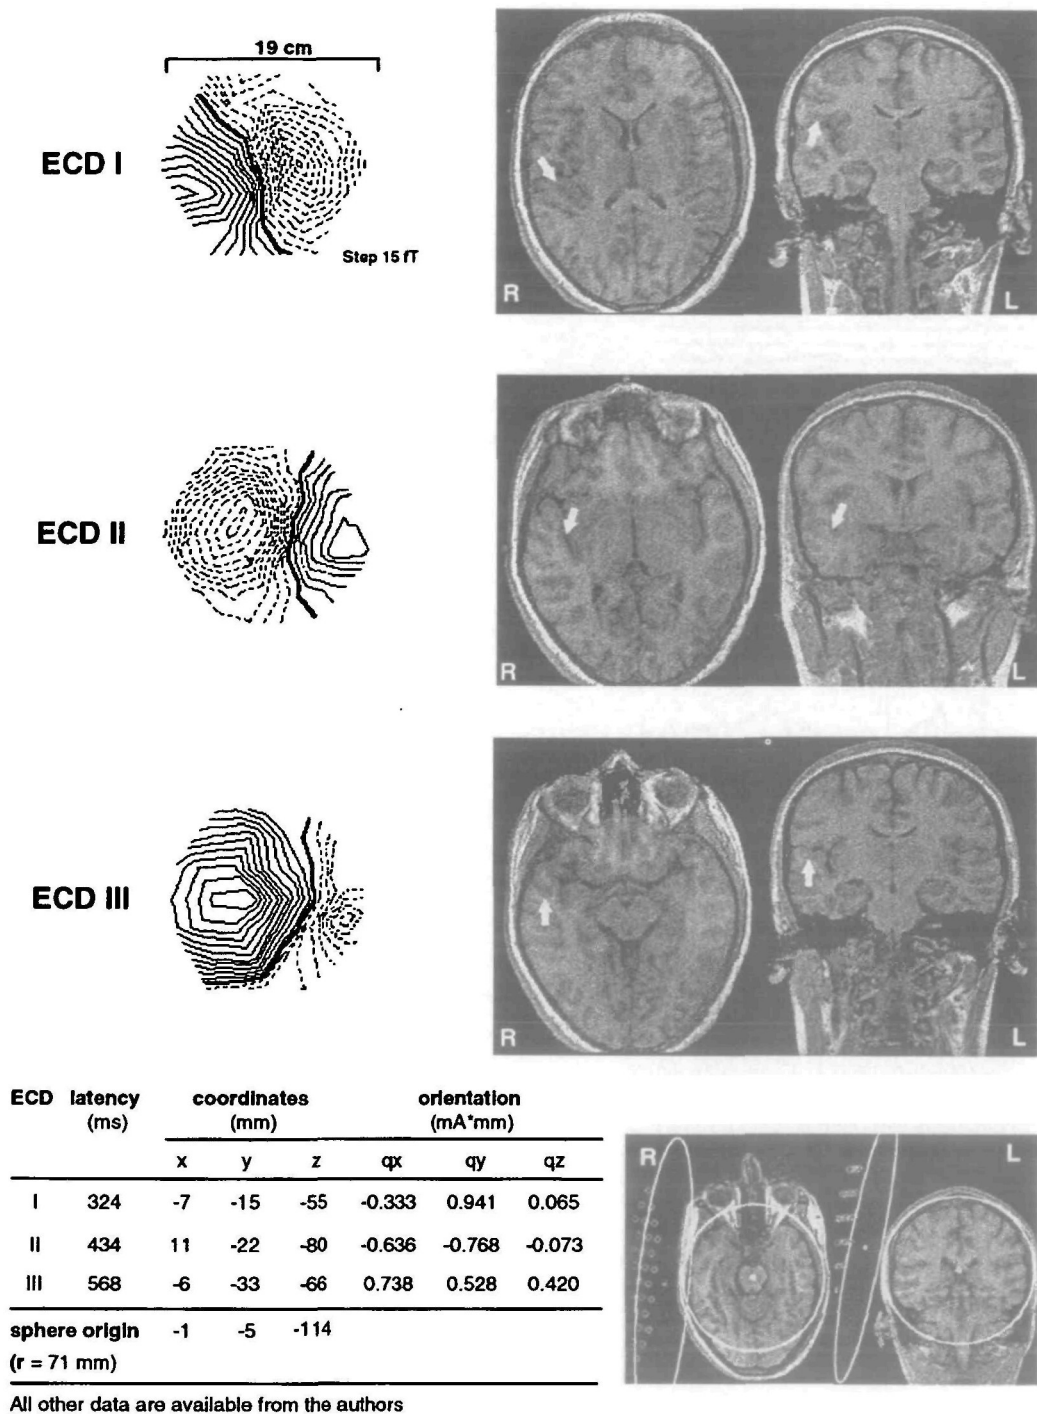 19 cm
ECD I
Step 15 fT
R
L
ECD II
R
L
ECD III
R
L
ECD latency coordinates orientation
(ms) (mm) (mA*mm)
x y z qx qy qz
I 324 -7 -15 -55 -0.333 0.941 0.065
II 434 11 -22 -80 -0.636 -0.768 -0.073
III 568 -6 -33 -66 0.738 0.528 0.420
sphere origin -1 -5 -114
(r = 71 mm)
All other data are available from the authors
R
L